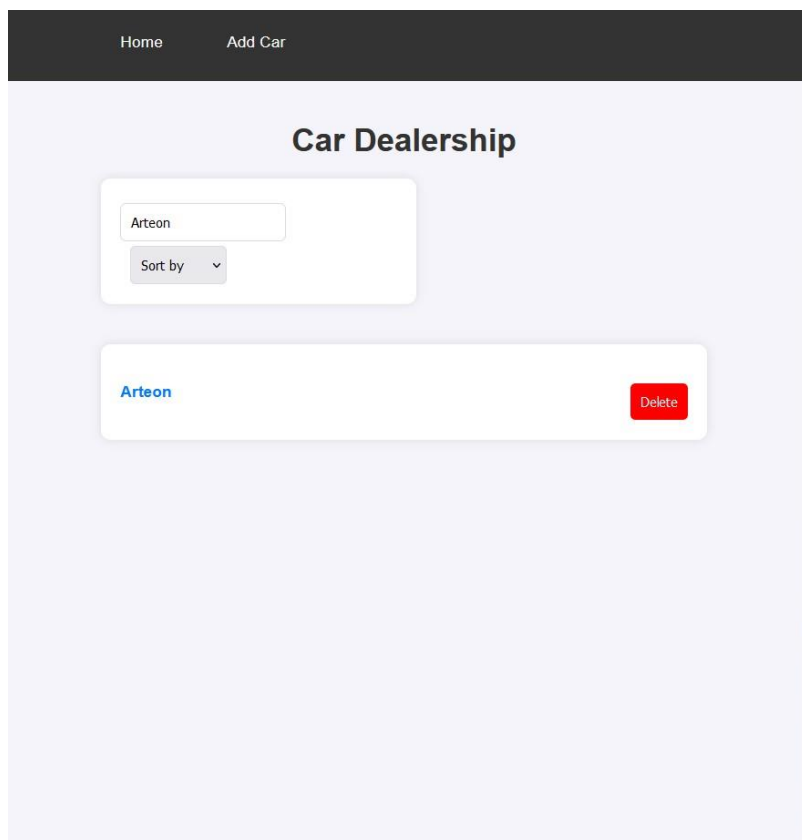 Home Add Car
Car Dealership
Arteon
Sort by
Arteon
Delete